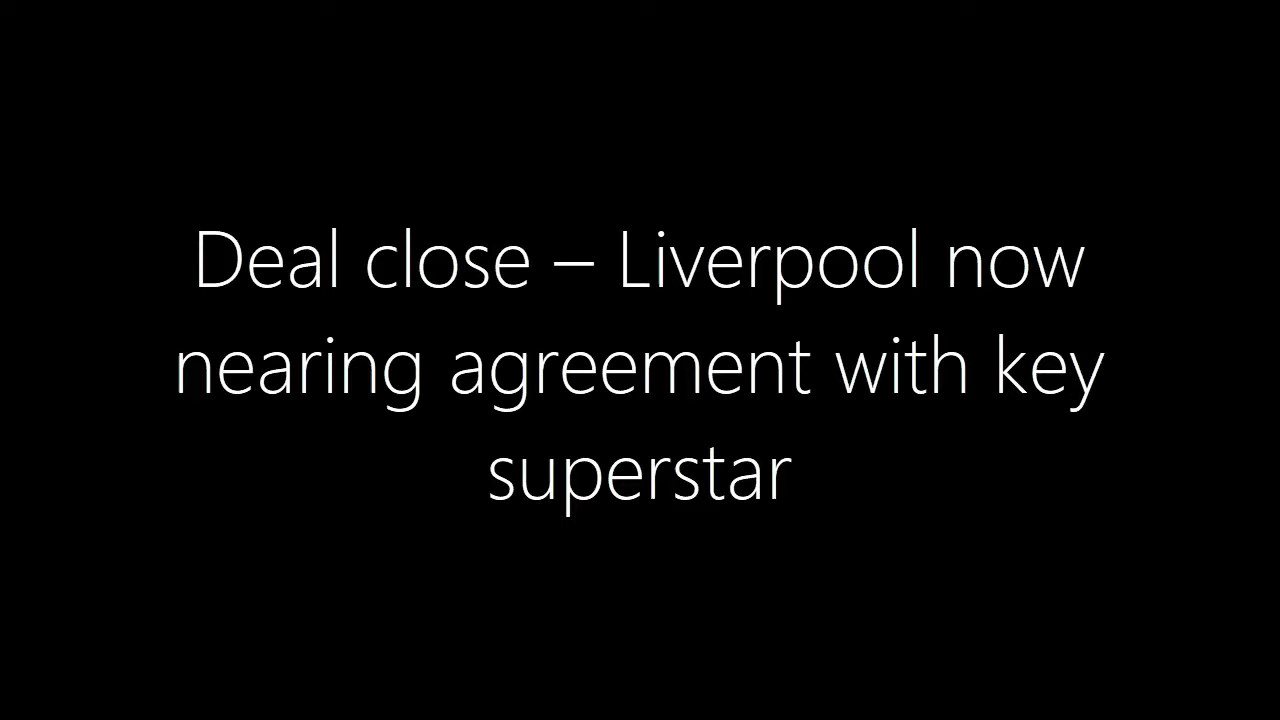 Deal close – Liverpool now
nearing agreement with key
superstar